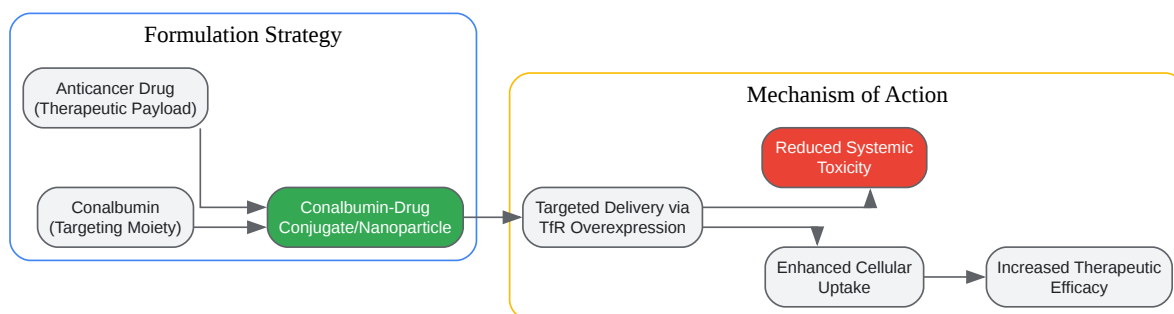 Formulation Strategy
Anticancer Drug
(Therapeutic Payload)
Conalbumin
(Targeting Moiety)
Conalbumin-Drug
Conjugate/Nanoparticle
Mechanism of Action
Targeted Delivery via
TfR Overexpression
Reduced Systemic
Toxicity
Enhanced Cellular
Uptake
Increased Therapeutic
Efficacy